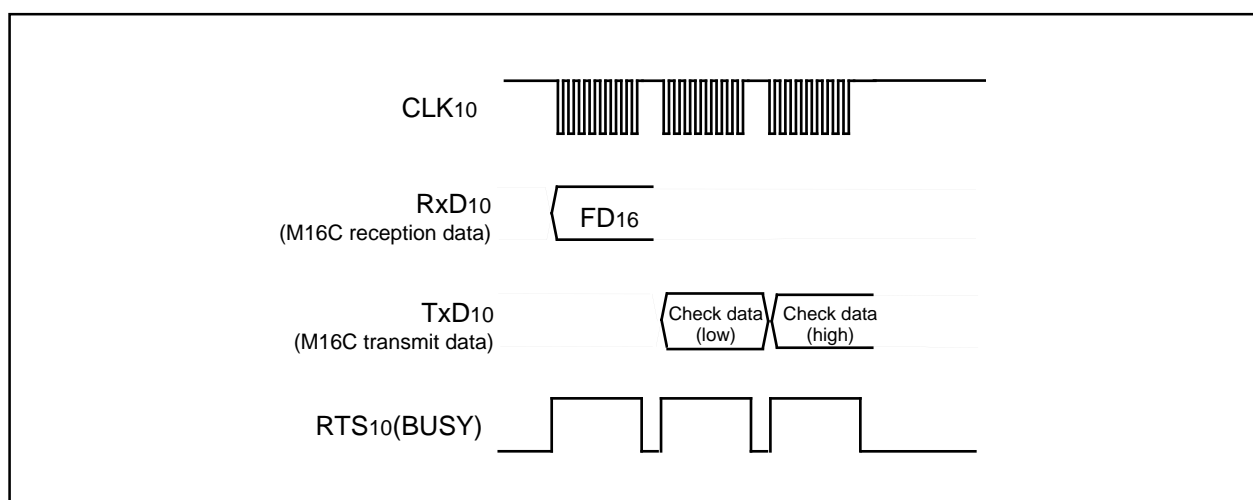 CLK10
RxD10
(M16C reception data)
FD16
TxD10
(M16C transmit data)
Check data
(low)
Check data
(high)
RTS10(BUSY)